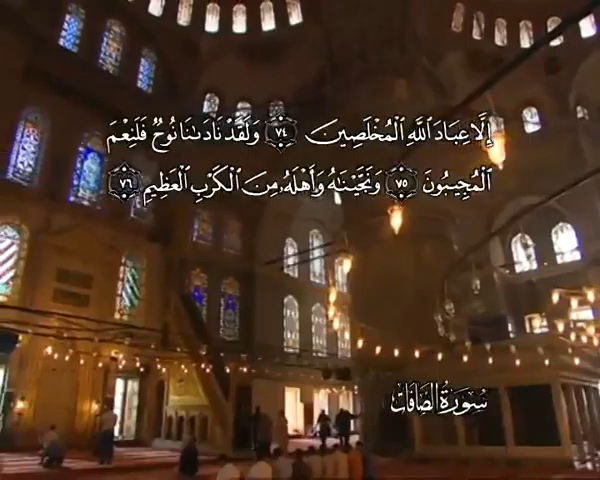 إِلَّا عِبَادَ ٱللَّهِ ٱلْمُخْلَصِينَ ٧٤ وَلَقَدْ نَادَىٰنَا نُوحٌ فَلَنِعْمَ
ٱلْمُجِيبُونَ ٧٥ وَنَجَّيْنَٰهُ وَأَهْلَهُۥ مِنَ ٱلْكَرْبِ ٱلْعَظِيمِ ٧٦
سُورَةُ الصَّافَاتِ